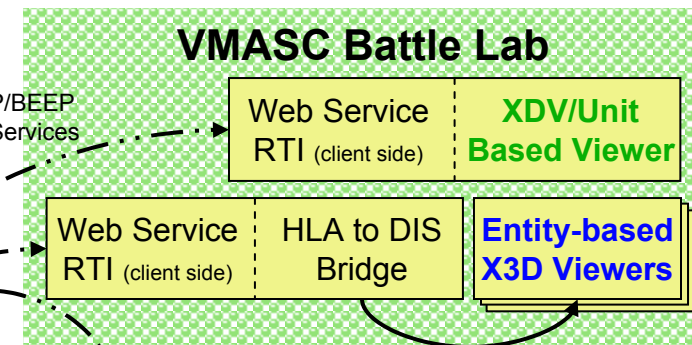 VMASC Battle Lab
P/BEEP
Services
Web Service
RTI (client side)
XDV/Unit
Based Viewer
Web Service
RTI (client side)
HLA to DIS
Bridge
Entity-based
X3D Viewers